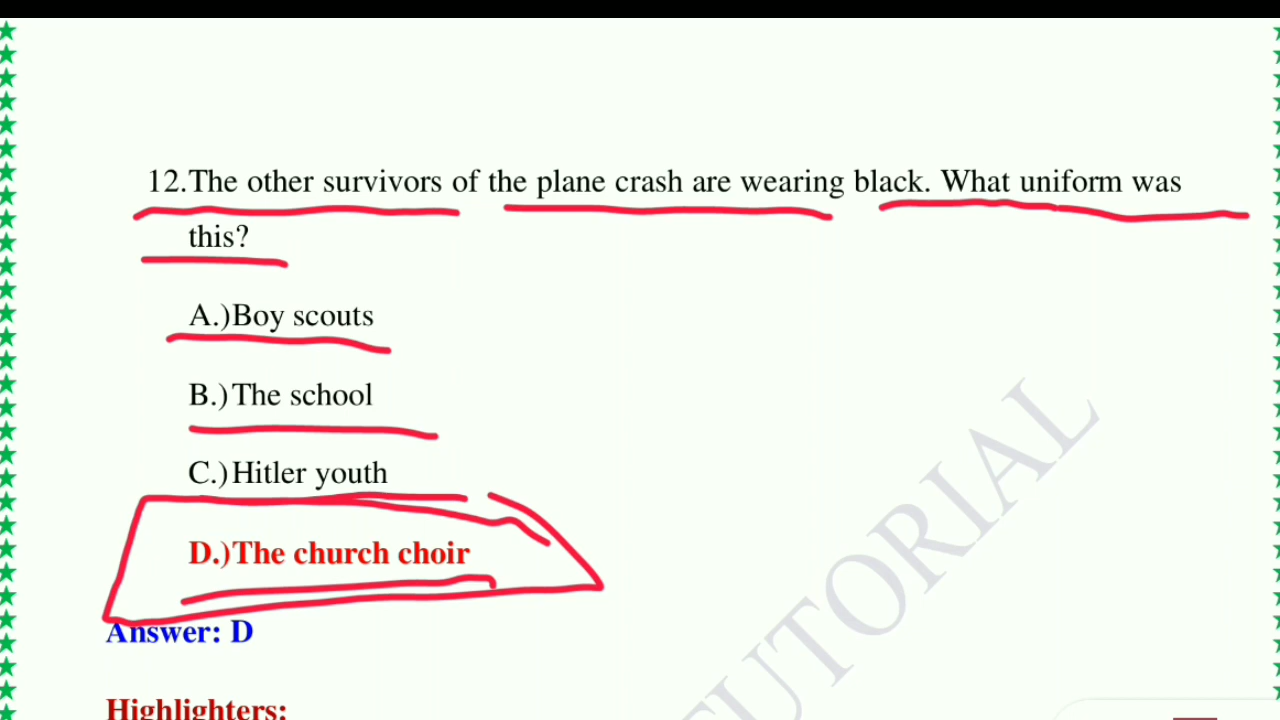 12.The other survivors of the plane crash are wearing black. What uniform was
this?
A.)Boy scouts
B.)The school
C.)Hitler youth
D.)The church choir
Answer: D
Highlighters:
TUTORIAL